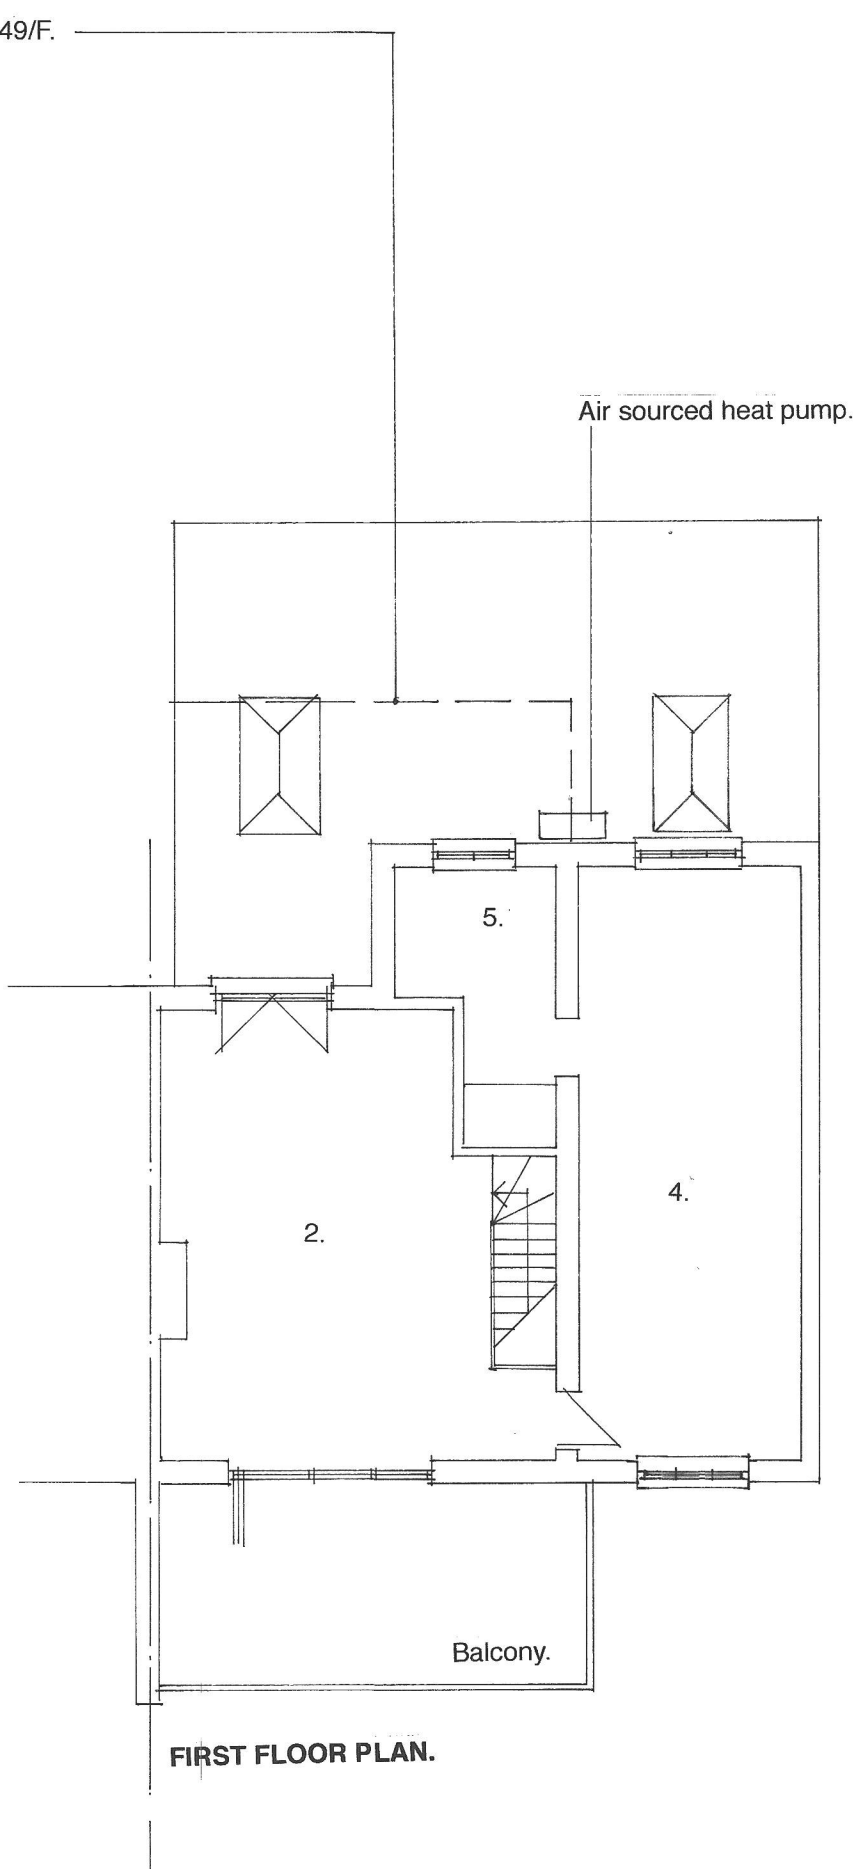 49/F.
Air sourced heat pump.
5.
4.
2.
Balcony.
FIRST FLOOR PLAN.